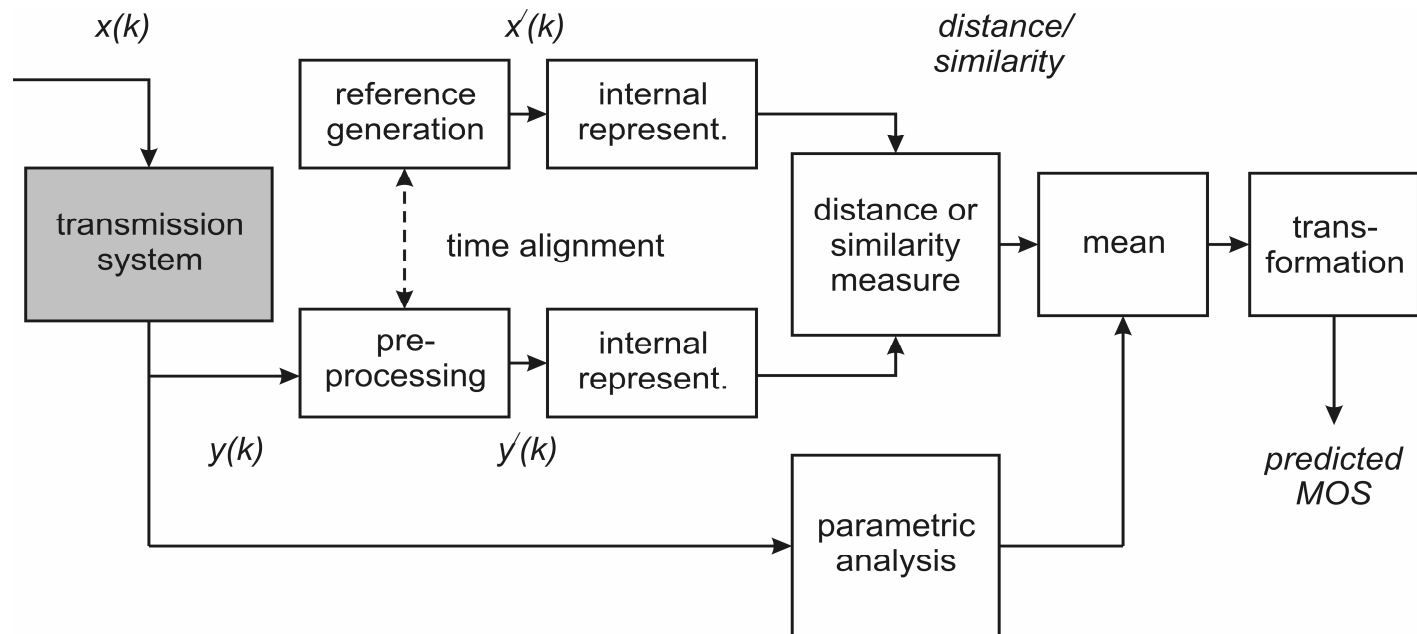 x(k)
x′(k)
distance/
similarity
reference
generation
internal
represent.
transmission
system
time alignment
distance or
similarity
measure
mean
trans-
formation
pre-
processing
internal
represent.
y(k)
y′(k)
predicted
MOS
parametric
analysis